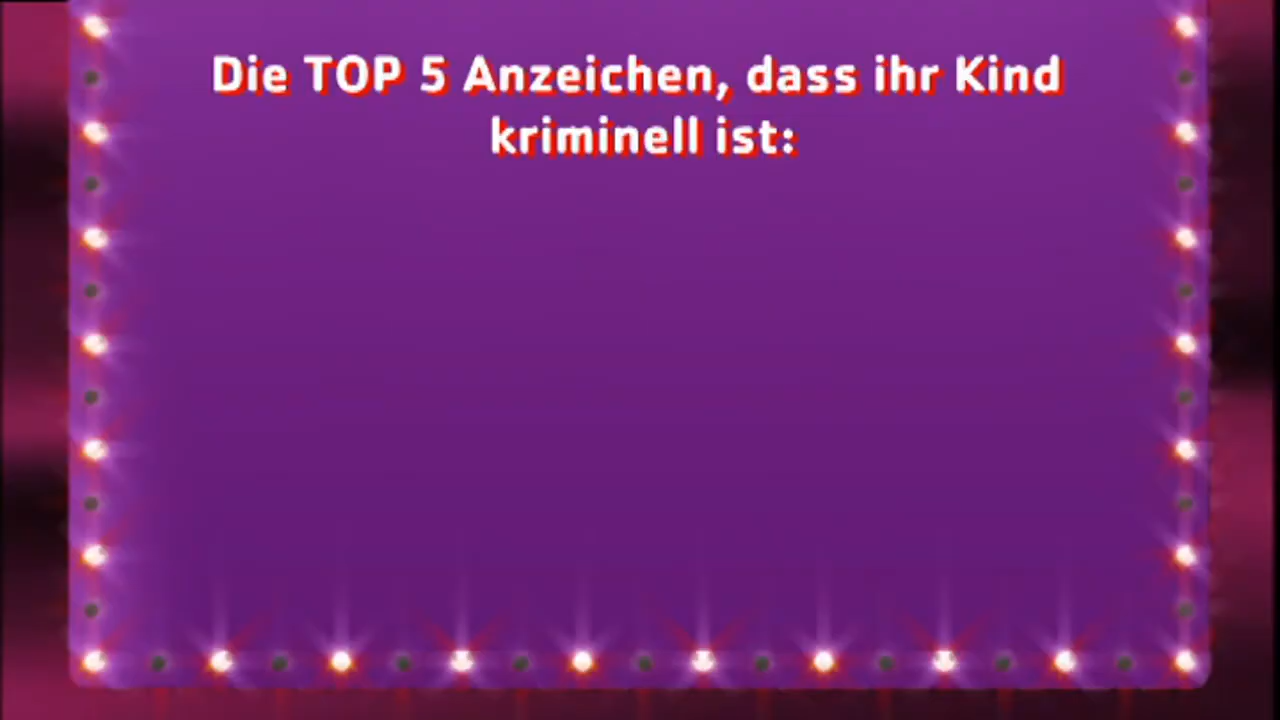 Die TOP 5 Anzeichen, dass ihr Kind
kriminell ist: